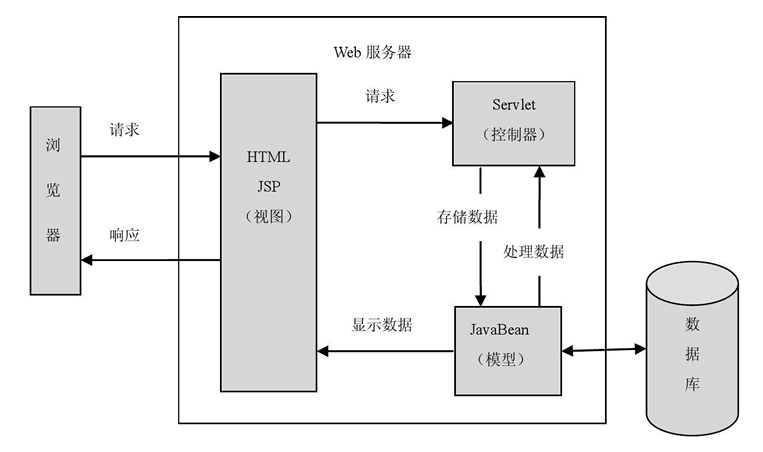 Web 服务器
请求
Servlet
（控制器）
浏
览
器
请求
HTML
JSP
（视图）
存储数据
响应
处理数据
显示数据
JavaBean
（模型）
数
据
库